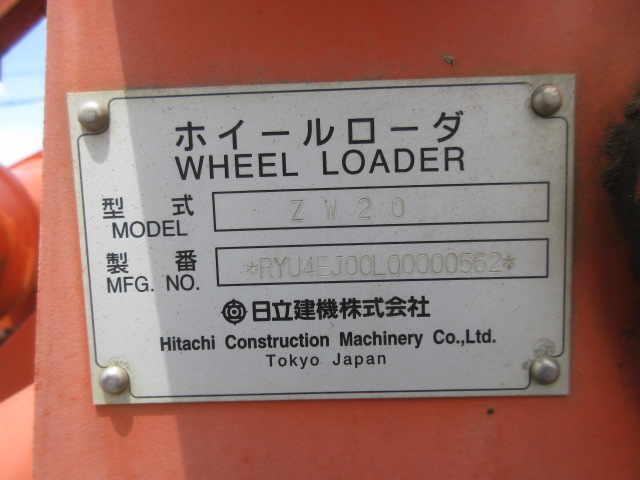 ホイールローダ
WHEEL LOADER
型式 ZW20
MODEL
製番 *RYU4EJ00L00000562*
MFG. NO.
日立建機株式会社
Hitachi Construction Machinery Co.,Ltd.
Tokyo Japan